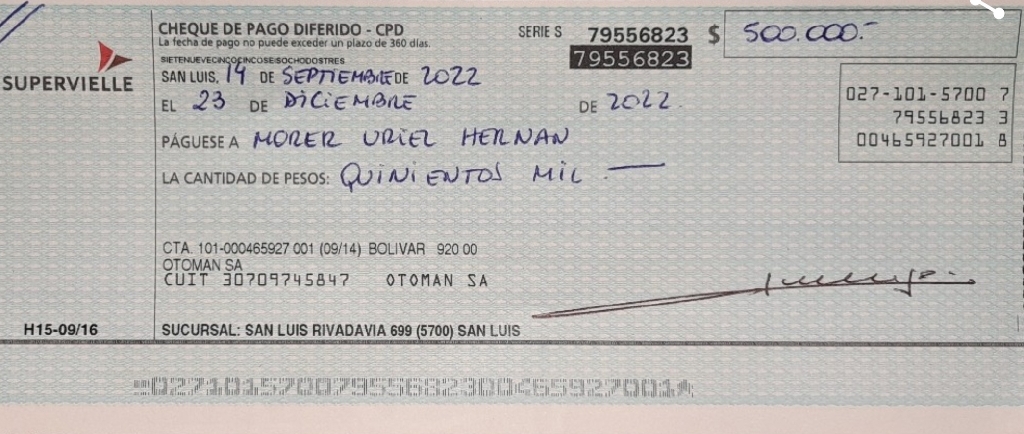 CHEQUE DE PAGO DIFERIDO - CPD
La fecha de pago no puede exceder un plazo de 360 días.
SERIE S 79556823 $ 500.000.-
79556823
SIETENUEVECINCOCINCOSEISOCHODOSTRES
SUPERVIELLE
SAN LUIS, 14 DE SEPTIEMBRE DE 2022
EL 23 DE DICIEMBRE DE 2022.
027-101-5700 7
79556823 3
00465927001 8
PÁGUESE A MORER URIEL HERNAN
LA CANTIDAD DE PESOS: QUINIENTOS MIL.—
CTA. 101-000465927 001 (09/14) BOLIVAR 920 00
OTOMAN SA
CUIT 30709745847 OTOMAN SA
H15-09/16
SUCURSAL: SAN LUIS RIVADAVIA 699 (5700) SAN LUIS
02710157007955682300465927001